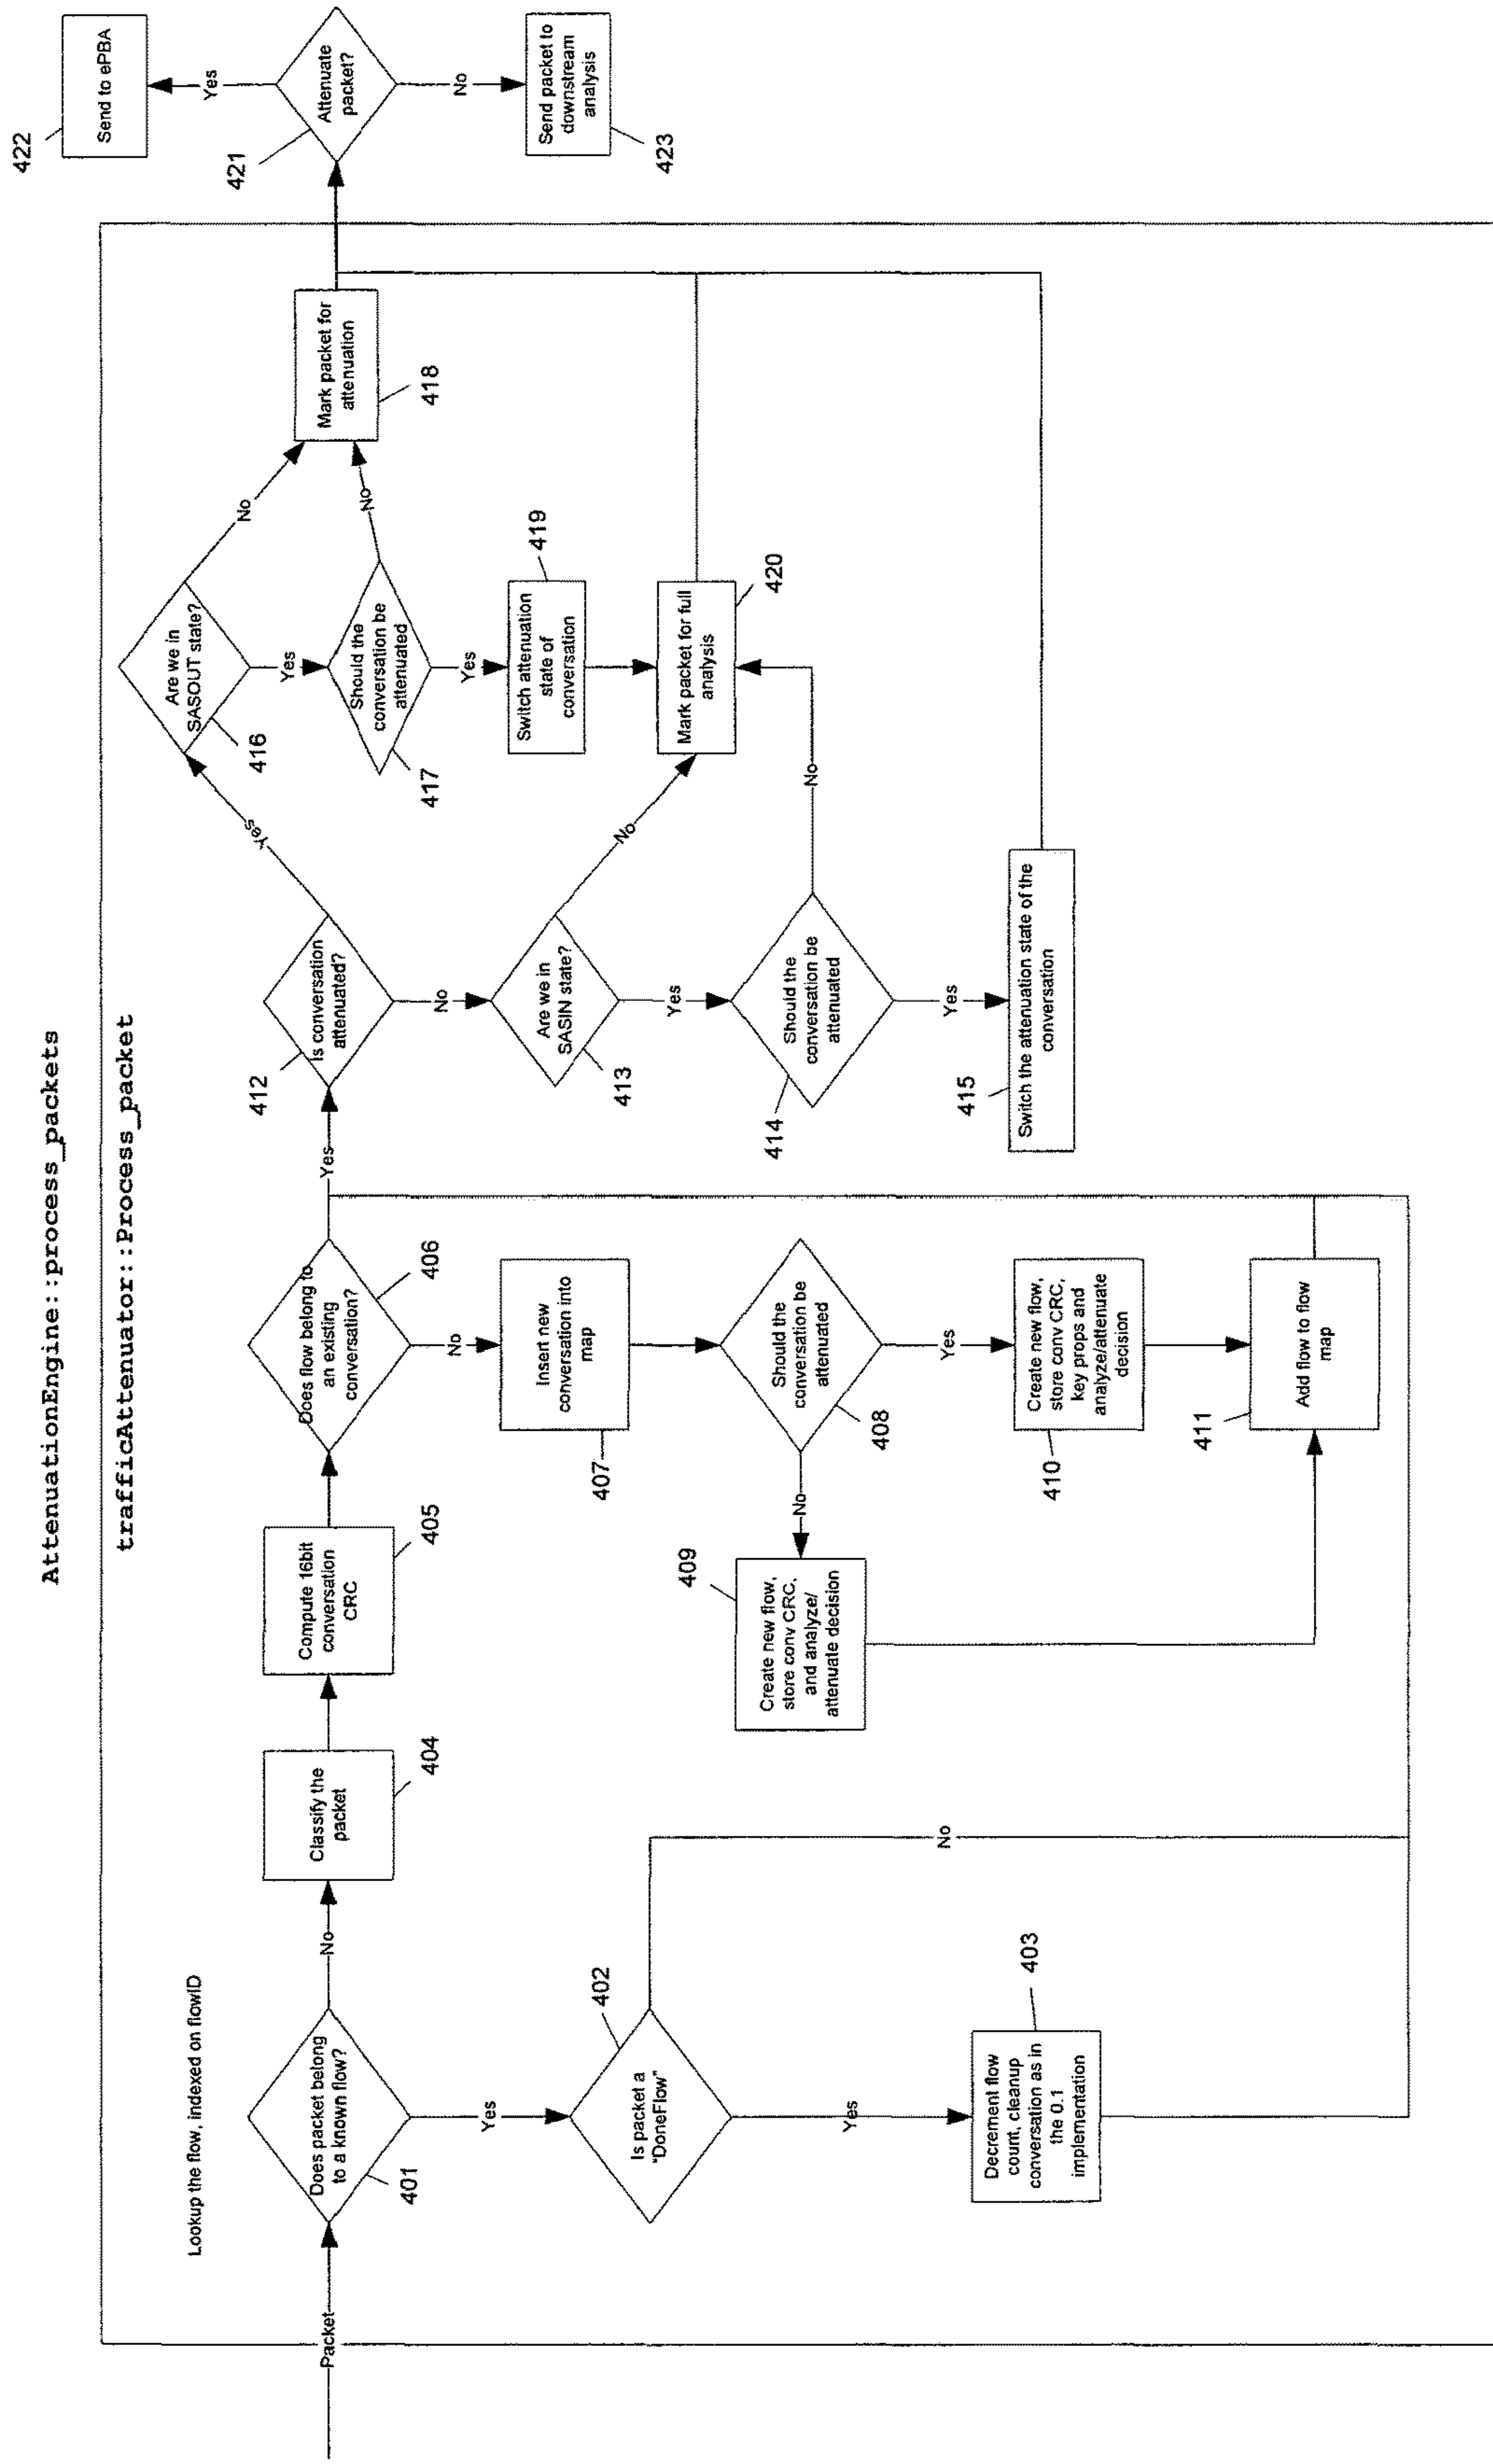 AttenuationEngine::process_packets
trafficAttenuator::Process_packet
Lookup the flow, indexed on flowID
Packet
Does packet belong
to a known flow?
401
No
Yes
Is packet a
"DoneFlow"
402
No
Yes
Decrement flow
count, cleanup
conversation as in
the 0.1
implementation
403
Classify the
packet
404
Compute 16bit
conversation
CRC
405
Does flow belong to
an existing
conversation?
406
Yes
No
Insert new
conversation into
map
407
Should the
conversation be
attenuated
408
No
Yes
Create new flow,
store conv CRC,
and analyze/
attenuate decision
409
Create new flow,
store conv CRC,
key props and
analyze/attenuate
decision
410
Add flow to flow
map
411
Is conversation
attenuated?
412
Yes
No
Are we in
SASIN state?
413
No
Yes
Should the
conversation be
attenuated
414
No
Yes
Switch the attenuation state of the
conversation
415
Are we in
SASOUT state?
416
No
Yes
Should the
conversation be
attenuated
417
No
Yes
Mark packet for
attenuation
418
Switch attenuation
state of
conversation
419
Mark packet for full
analysis
420
Attenuate
packet?
421
Yes
No
Send to ePBA
422
Send packet to
downstream
analysis
423